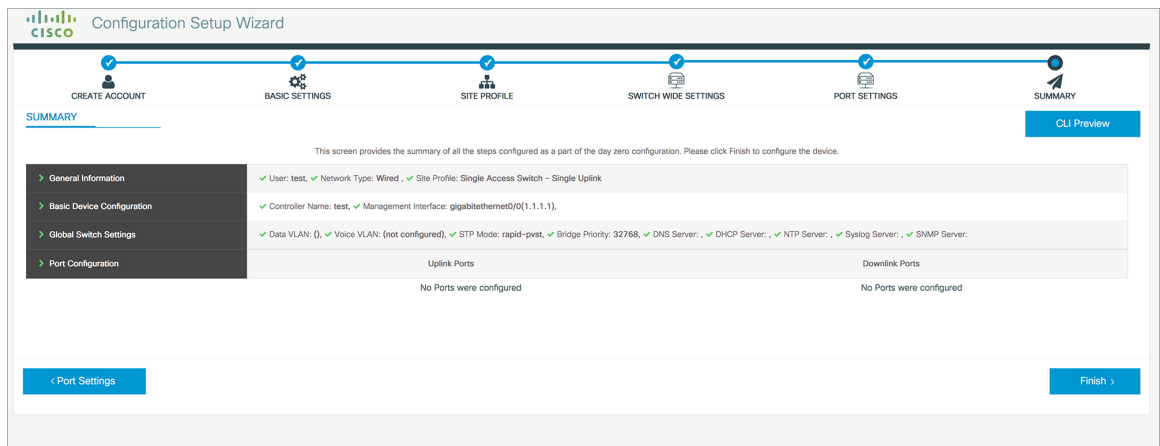 CISCO
Configuration Setup Wizard
CREATE ACCOUNT
BASIC SETTINGS
SITE PROFILE
SWITCH WIDE SETTINGS
PORT SETTINGS
SUMMARY
SUMMARY
CLI Preview
This screen provides the summary of all the steps configured as a part of the day zero configuration. Please click Finish to configure the device.
> General Information
✔ User: test, ✔ Network Type: Wired , ✔ Site Profile: Single Access Switch - Single Uplink
> Basic Device Configuration
✔ Controller Name: test, ✔ Management Interface: gigabitethernet0/0(1.1.1.1),
> Global Switch Settings
✔ Data VLAN: (), ✔ Voice VLAN: (not configured), ✔ STP Mode: rapid-pvst, ✔ Bridge Priority: 32768, ✔ DNS Server: , ✔ DHCP Server: , ✔ NTP Server: , ✔ Syslog Server: , ✔ SNMP Server:
> Port Configuration
Uplink Ports
Downlink Ports
No Ports were configured
No Ports were configured
< Port Settings
Finish >